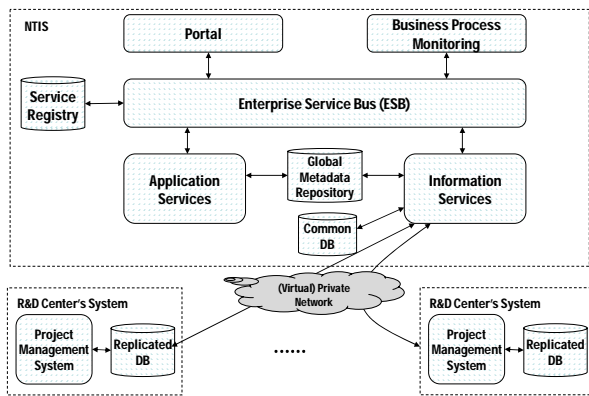 NTIS
Portal
Business Process
Monitoring
Service
Registry
Enterprise Service Bus (ESB)
Application
Services
Global
Metadata
Repository
Information
Services
Common
DB
(Virtual) Private
Network
R&D Center's System
Project
Management
System
Replicated
DB
......
R&D Center's System
Project
Management
System
Replicated
DB